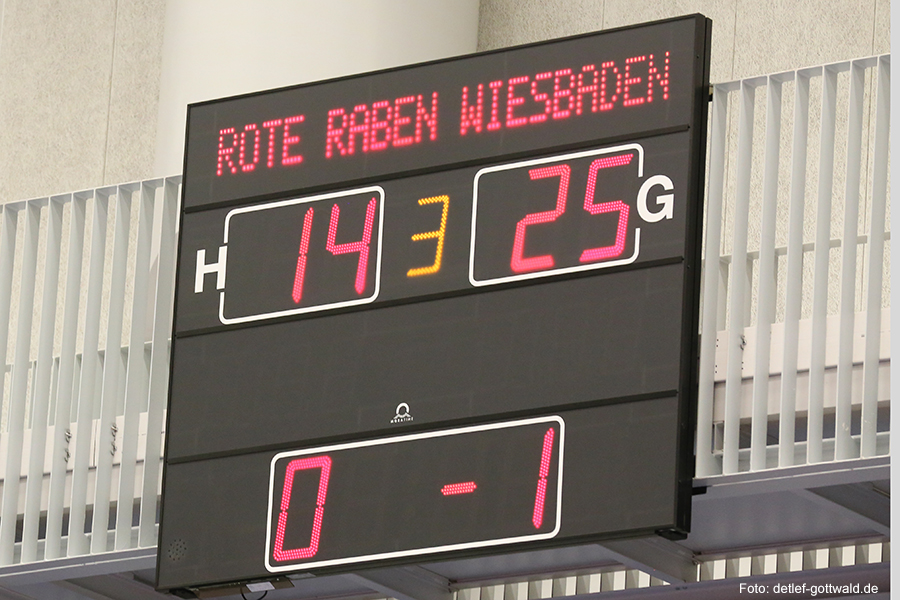 ROTE RABEN WIESBADEN
H 14 3 25 G
0 - 1
Foto: detlef-gottwald.de